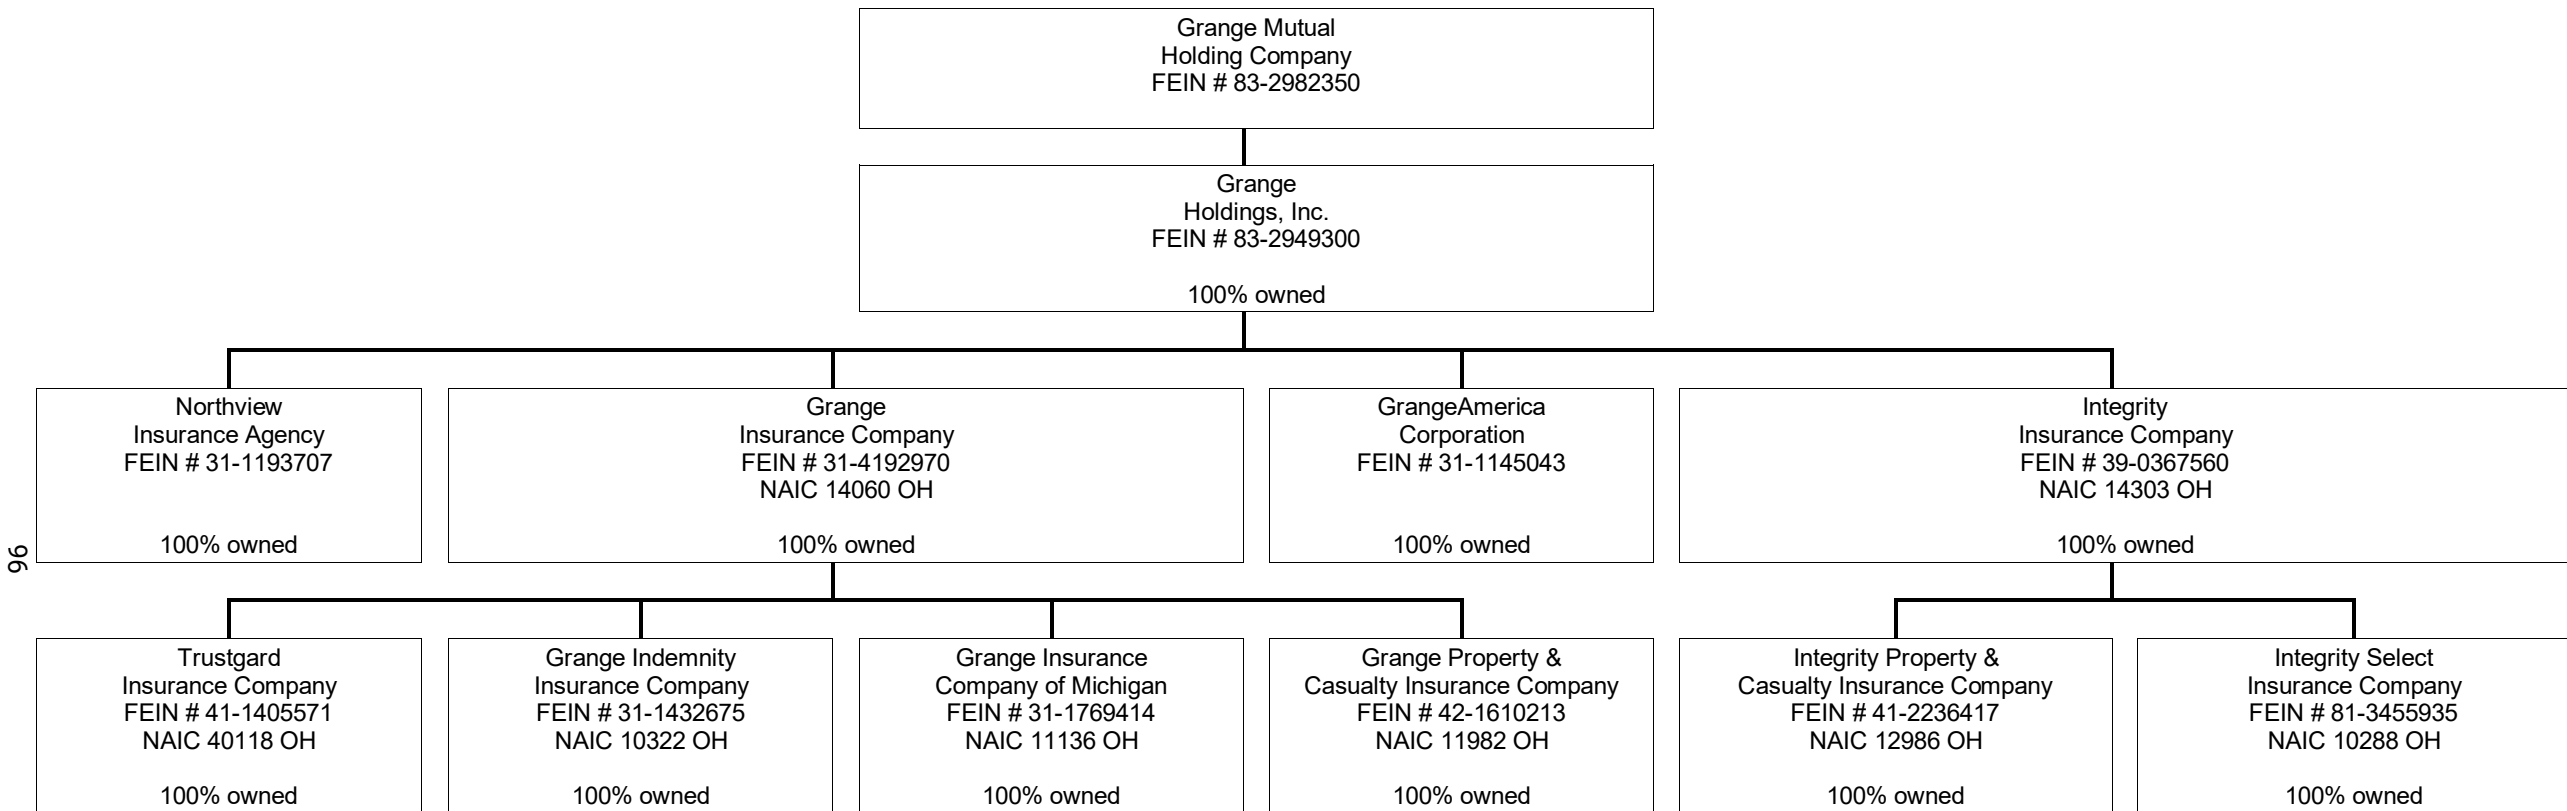 Grange Mutual
Holding Company
FEIN # 83-2982350
Grange
Holdings, Inc.
FEIN # 83-2949300
100% owned
Northview
Insurance Agency
FEIN # 31-1193707
100% owned
Grange
Insurance Company
FEIN # 31-4192970
NAIC 14060 OH
100% owned
GrangeAmerica
Corporation
FEIN # 31-1145043
100% owned
Integrity
Insurance Company
FEIN # 39-0367560
NAIC 14303 OH
100% owned
96
Trustgard
Insurance Company
FEIN # 41-1405571
NAIC 40118 OH
100% owned
Grange Indemnity
Insurance Company
FEIN # 31-1432675
NAIC 10322 OH
100% owned
Grange Insurance
Company of Michigan
FEIN # 31-1769414
NAIC 11136 OH
100% owned
Grange Property &
Casualty Insurance Company
FEIN # 42-1610213
NAIC 11982 OH
100% owned
Integrity Property &
Casualty Insurance Company
FEIN # 41-2236417
NAIC 12986 OH
100% owned
Integrity Select
Insurance Company
FEIN # 81-3455935
NAIC 10288 OH
100% owned